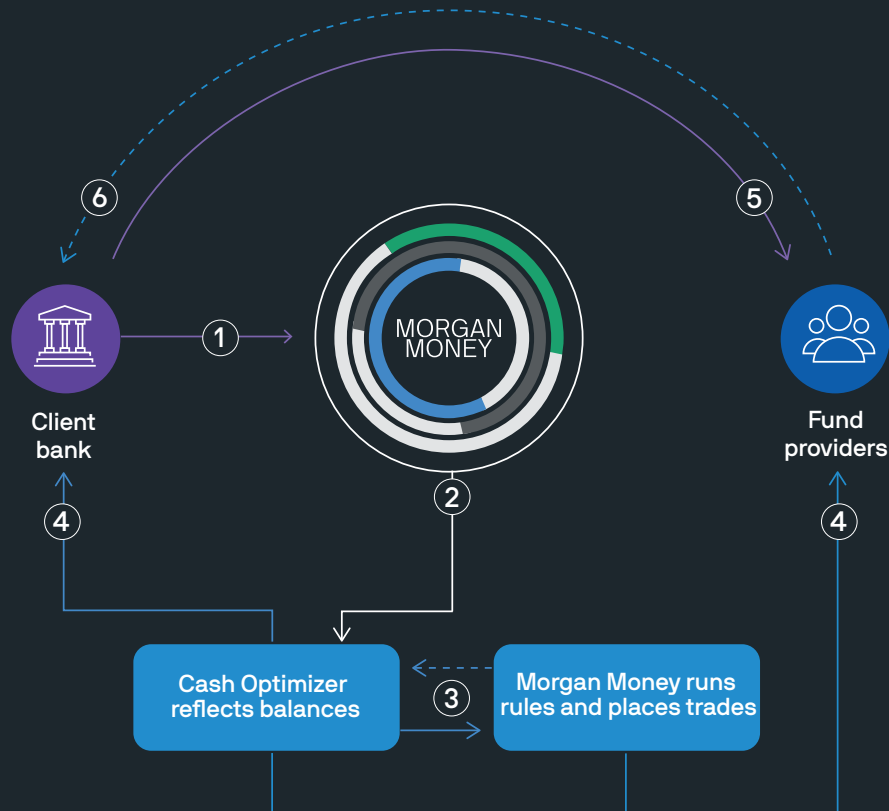 6
5
1
MORGAN
MONEY
Client
bank
Fund
providers
2
4
4
Cash Optimizer
reflects balances
3
Morgan Money runs
rules and places trades